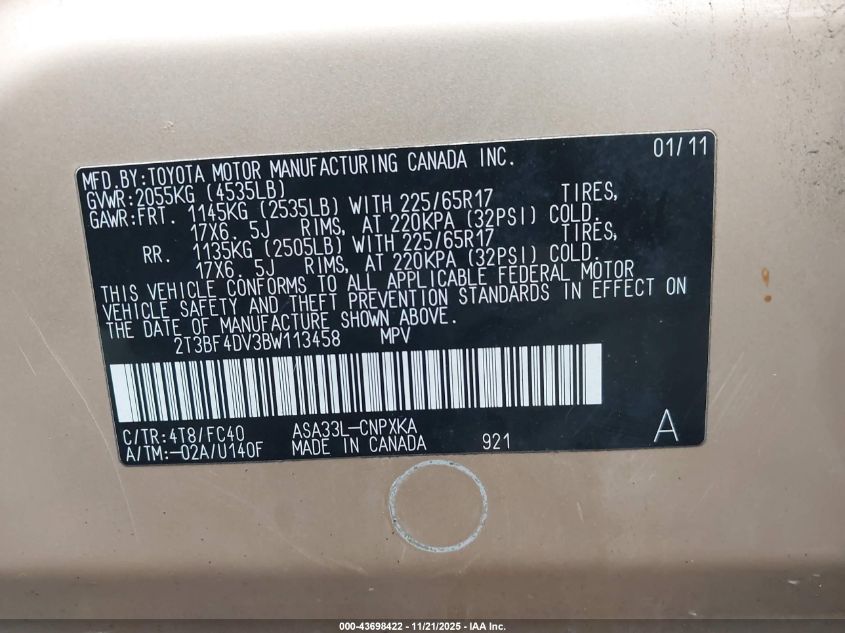 MFD.BY:TOYOTA MOTOR MANUFACTURING CANADA INC. 01/11
GVWR:2055KG (4535LB)
GAWR:FRT. 1145KG (2535LB) WITH 225/65R17 TIRES,
17X6.5J RIMS, AT 220KPA (32PSI) COLD.
RR. 1135KG (2505LB) WITH 225/65R17 TIRES,
17X6.5J RIMS, AT 220KPA (32PSI) COLD.
THIS VEHICLE CONFORMS TO ALL APPLICABLE FEDERAL MOTOR
VEHICLE SAFETY AND THEFT PREVENTION STANDARDS IN EFFECT ON
THE DATE OF MANUFACTURE SHOWN ABOVE.
2T3BF4DV3BW113458 MPV
C/TR:4T8/FC40 ASA33L-CNPXKA A
A/TM:-02A/U140F MADE IN CANADA 921
000-43698422 - 11/21/2025 - IAA Inc.